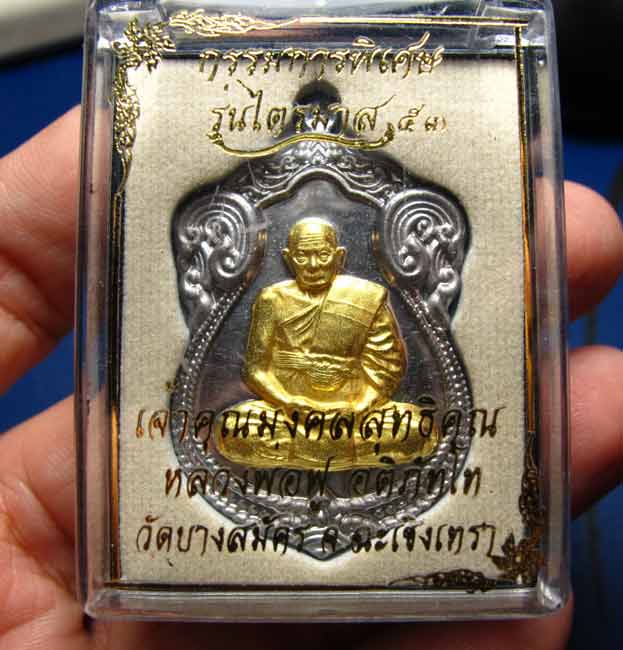 กรรมการพิเศษ
รุ่นไตรมาส ๕๓
เจ้าคุณมงคลสุทธิคุณ
หลวงพ่อฟู อติภัทโท
วัดบางสมัคร จ.ฉะเชิงเทรา